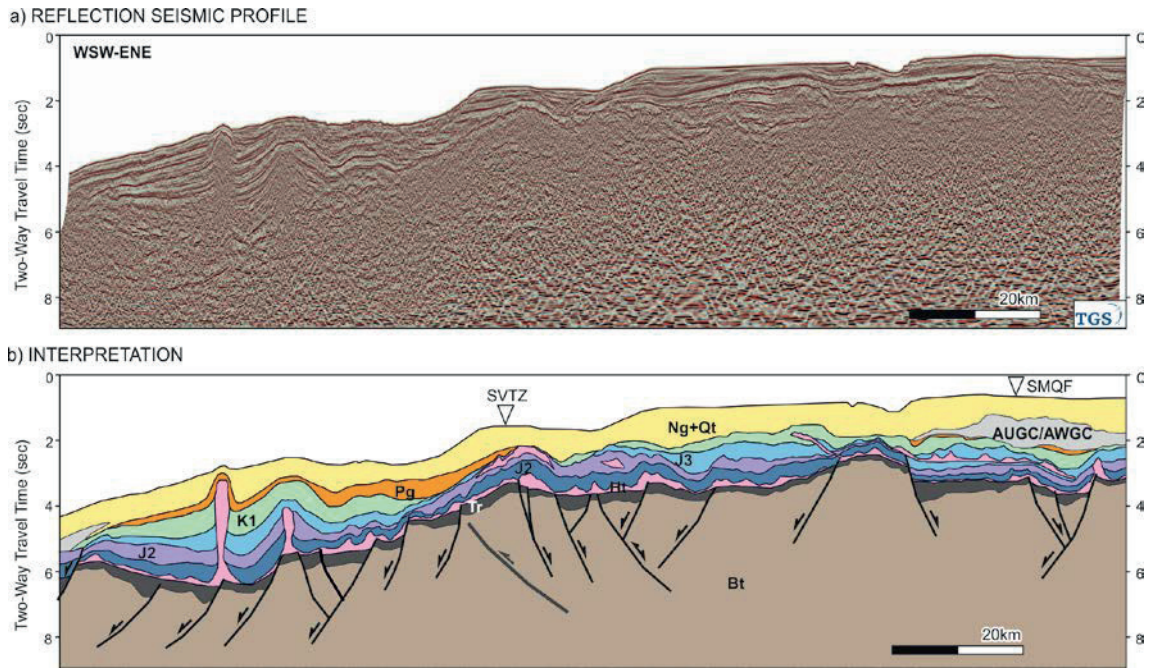 a) REFLECTION SEISMIC PROFILE
WSW-ENE
Two-Way Travel Time (sec)
0 2 4 6 8
0 2 4 6 8
20km
TGS
b) INTERPRETATION
Two-Way Travel Time (sec)
0 2 4 6 8
0 2 4 6 8
SVTZ
SMQF
Ng+Qt
AUGC/AWGC
J3
J2
Pg
Ht
K1
Tr
J2
Bt
20km